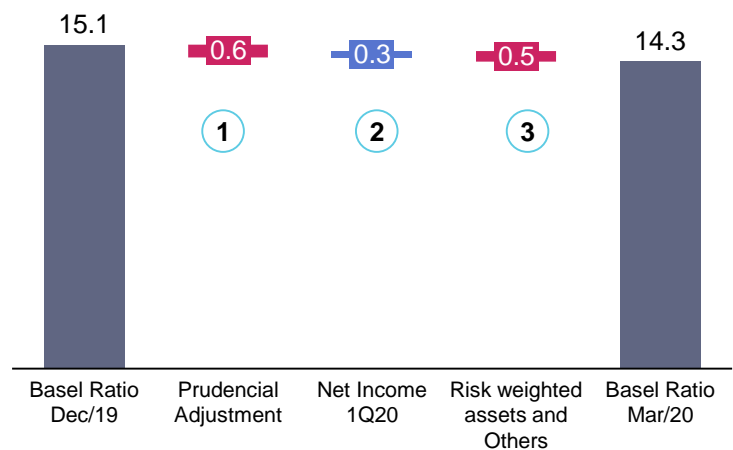 15.1
0.6
0.3
0.5
14.3
1
2
3
Basel Ratio
Dec/19
Prudencial
Adjustment
Net Income
1Q20
Risk weighted
assets and
Others
Basel Ratio
Mar/20